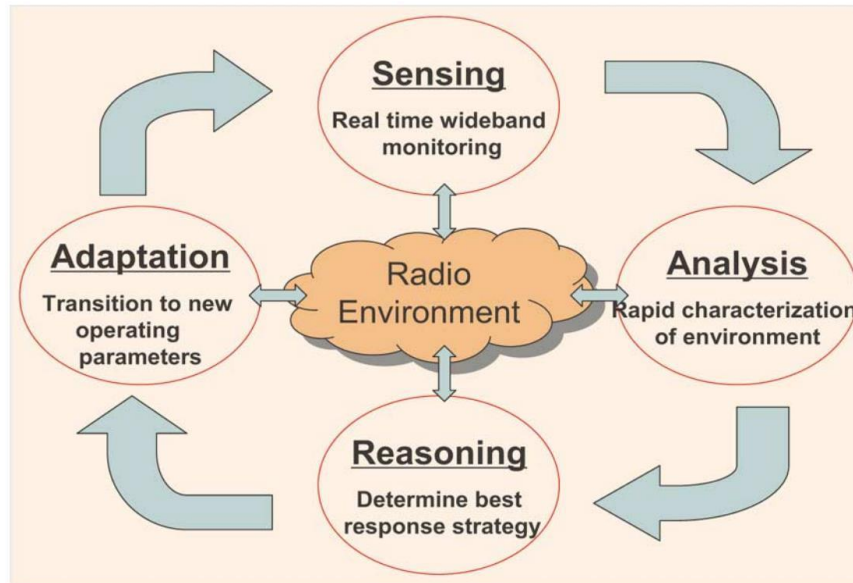 Sensing
Real time wideband
monitoring
Adaptation
Transition to new
operating
parameters
Radio
Environment
Analysis
Rapid characterization
of environment
Reasoning
Determine best
response strategy